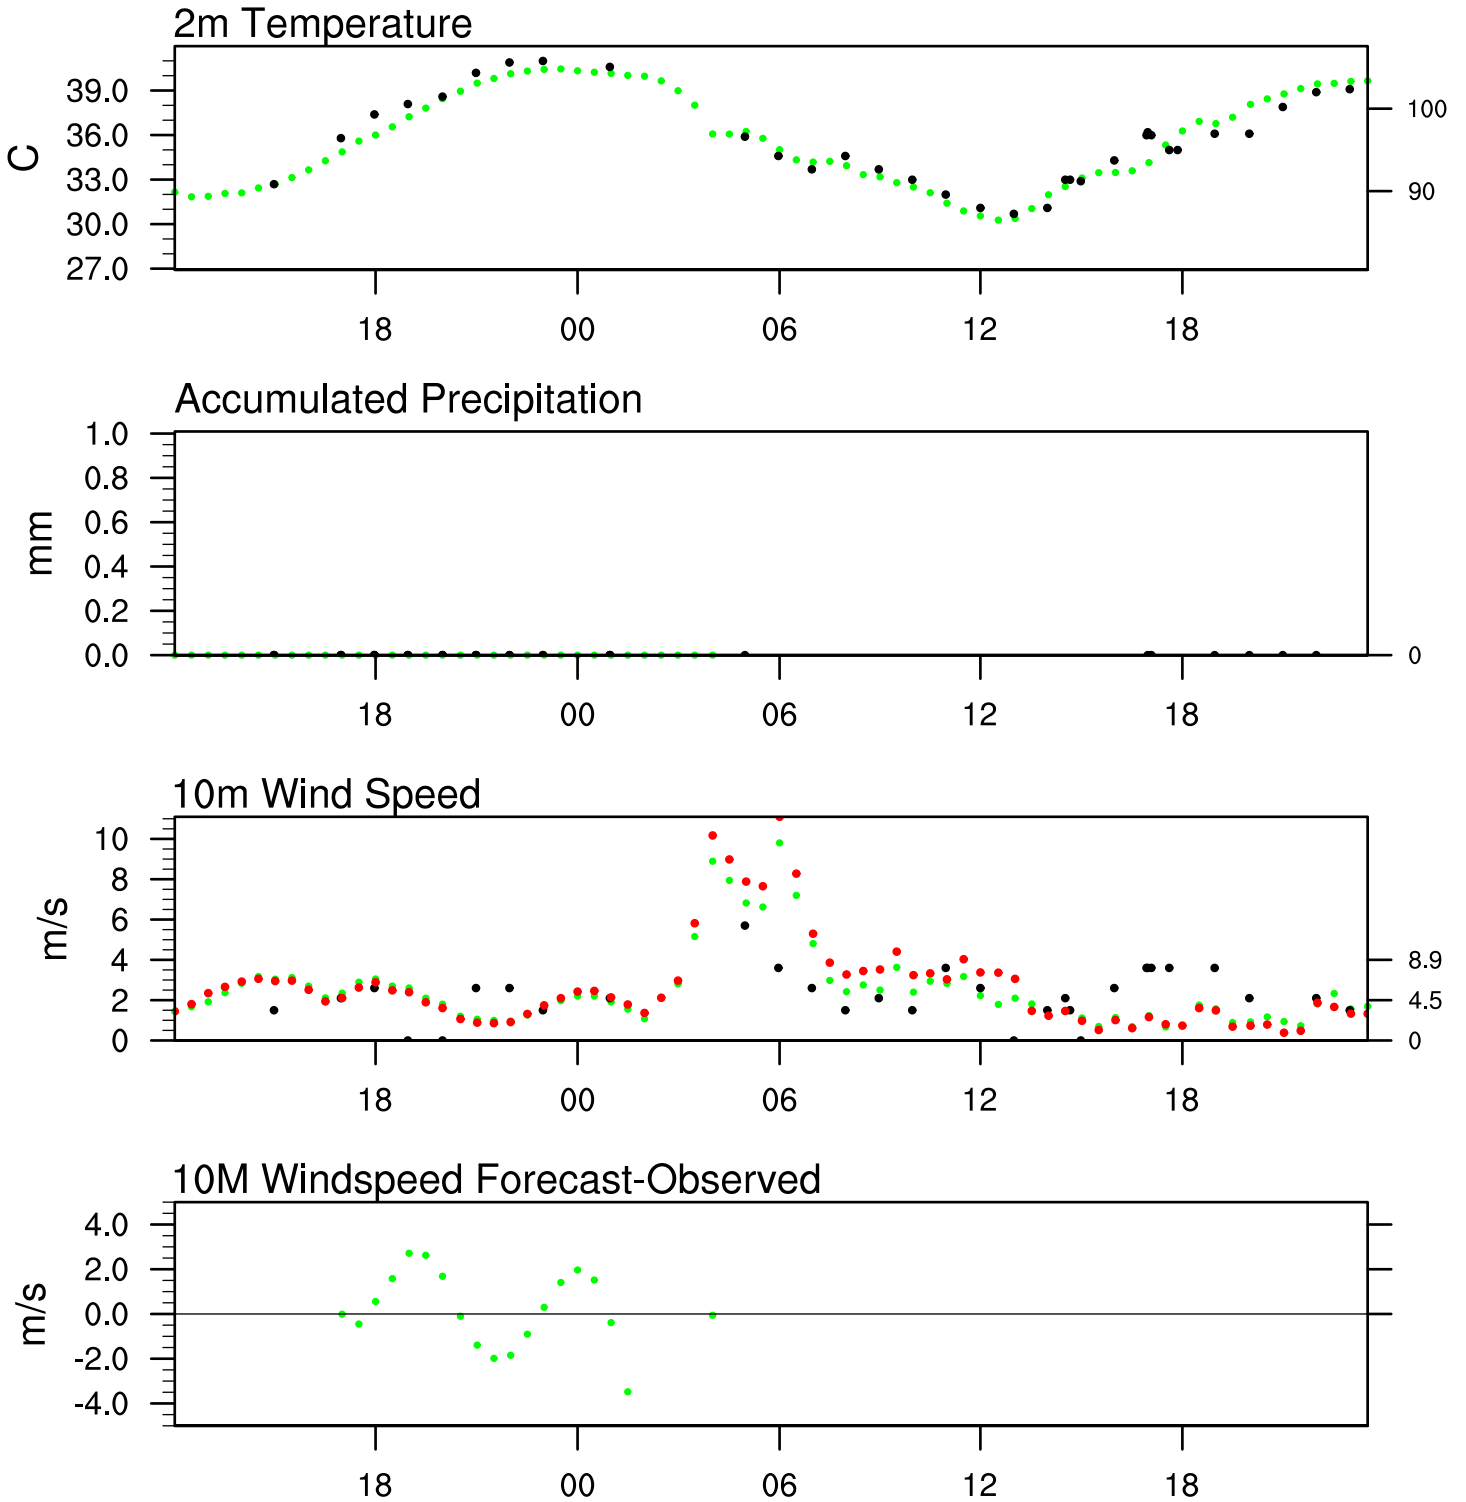 2m Temperature
39.0
36.0
33.0
30.0
27.0
C
100
90
18 00 06 12 18
Accumulated Precipitation
1.0
0.8
0.6
0.4
0.2
0.0
mm
0
18 00 06 12 18
10m Wind Speed
10
8
6
4
2
0
m/s
8.9
4.5
0
18 00 06 12 18
10M Windspeed Forecast-Observed
4.0
2.0
0.0
-2.0
-4.0
m/s
18 00 06 12 18